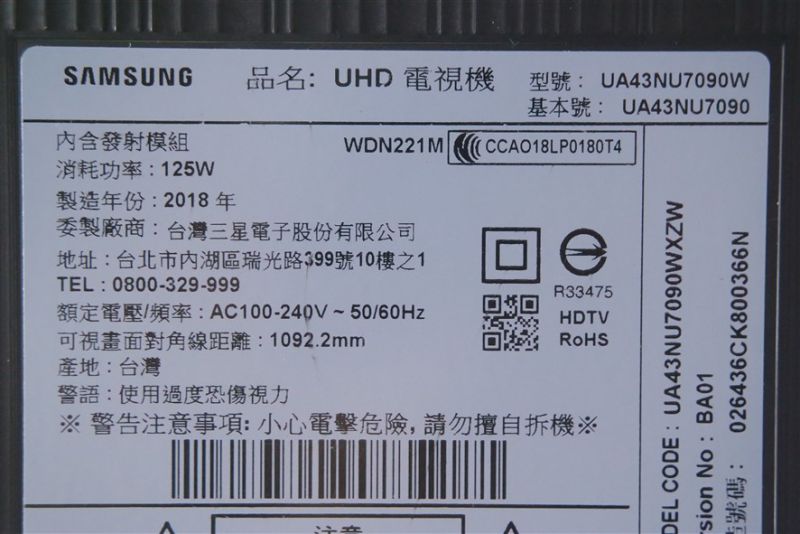 SAMSUNG 品名: UHD 電視機 型號: UA43NU7090W
基本號: UA43NU7090
內含發射模組 WDN221M CCAO18LP0180T4
消耗功率 : 125W
製造年份 : 2018 年
委製廠商 : 台灣三星電子股份有限公司
地址 : 台北市內湖區瑞光路399號10樓之1
TEL : 0800-329-999
額定電壓/頻率 : AC100-240V ~ 50/60Hz
可視畫面對角線距離 : 1092.2mm
產地 : 台灣
警語 : 使用過度恐傷視力
※ 警告注意事項: 小心電擊危險, 請勿擅自拆機※
R33475
HDTV
RoHS
注意
DEL CODE : UA43NU7090WXZW
rsion No : BA01
號碼 : 026436CK800366N